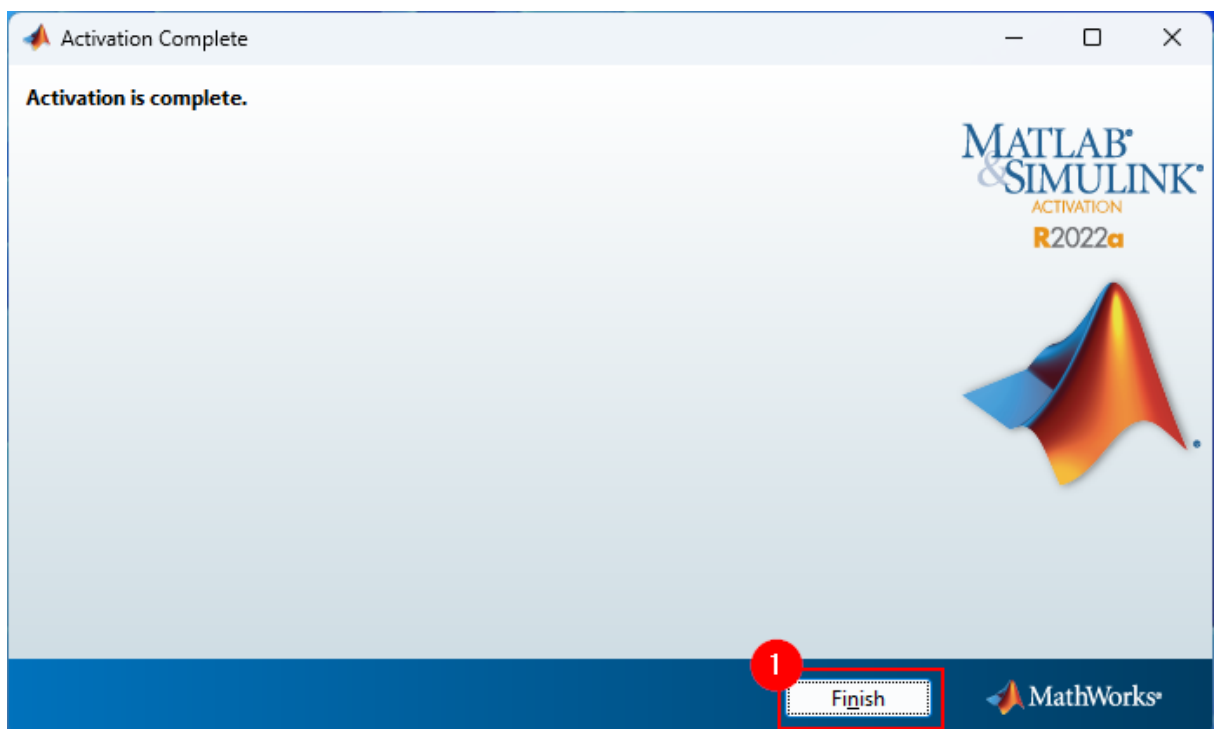 Activation Complete
Activation is complete.
MATLAB®
&SIMULINK®
ACTIVATION
R2022a
1
Finish
MathWorks®